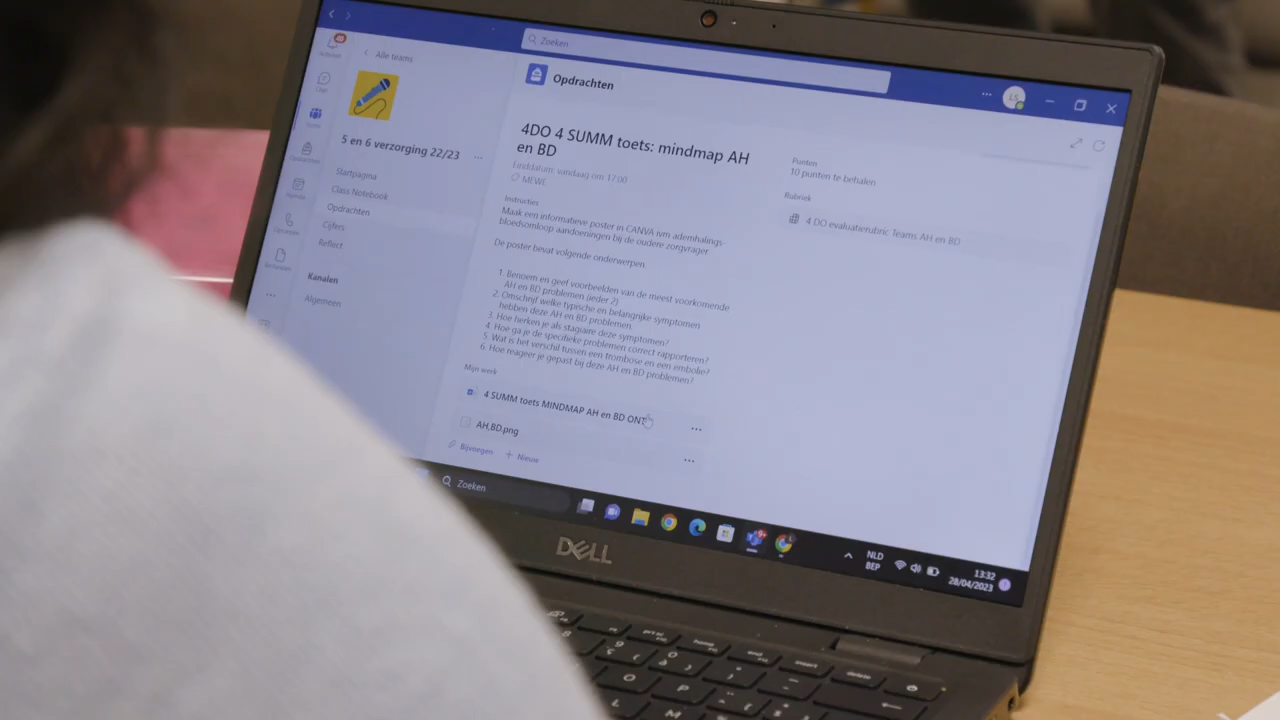 Zoeken
Alle teams
Opdrachten
LS
5 en 6 verzorging 22/23
Startpagina
Class Notebook
Opdrachten
Cijfers
Reflect
Kanalen
Algemeen
4DO 4 SUMM toets: mindmap AH
en BD
Einddatum: vandaag om 17:00
MEWE
Instructies
Maak een informatieve poster in CANVA ivm ademhalings-
bloedsomloop aandoeningen bij de oudere zorgvrager.
De poster bevat volgende onderwerpen.
1. Benoem en geef voorbeelden van de meest voorkomende
AH en BD problemen (ieder 2)
2. Omschrijf welke typische en belangrijke symptomen
hebben deze AH en BD problemen.
3. Hoe herken je als stagiaire deze symptomen?
4. Hoe ga je de specifieke problemen correct rapporteren?
5. Wat is het verschil tussen een trombose en een embolie?
6. Hoe reageer je gepast bij deze AH en BD problemen?
Mijn werk
4 SUMM toets MINDMAP AH en BD ONT
AH.BD.png
Bijvoegen
Nieuw
Punten
10 punten te behalen
Rubriek
4 DO evaluatierubric Teams AH en BD
Zoeken
NLD
BEP
13:32
28/04/2023
DELL